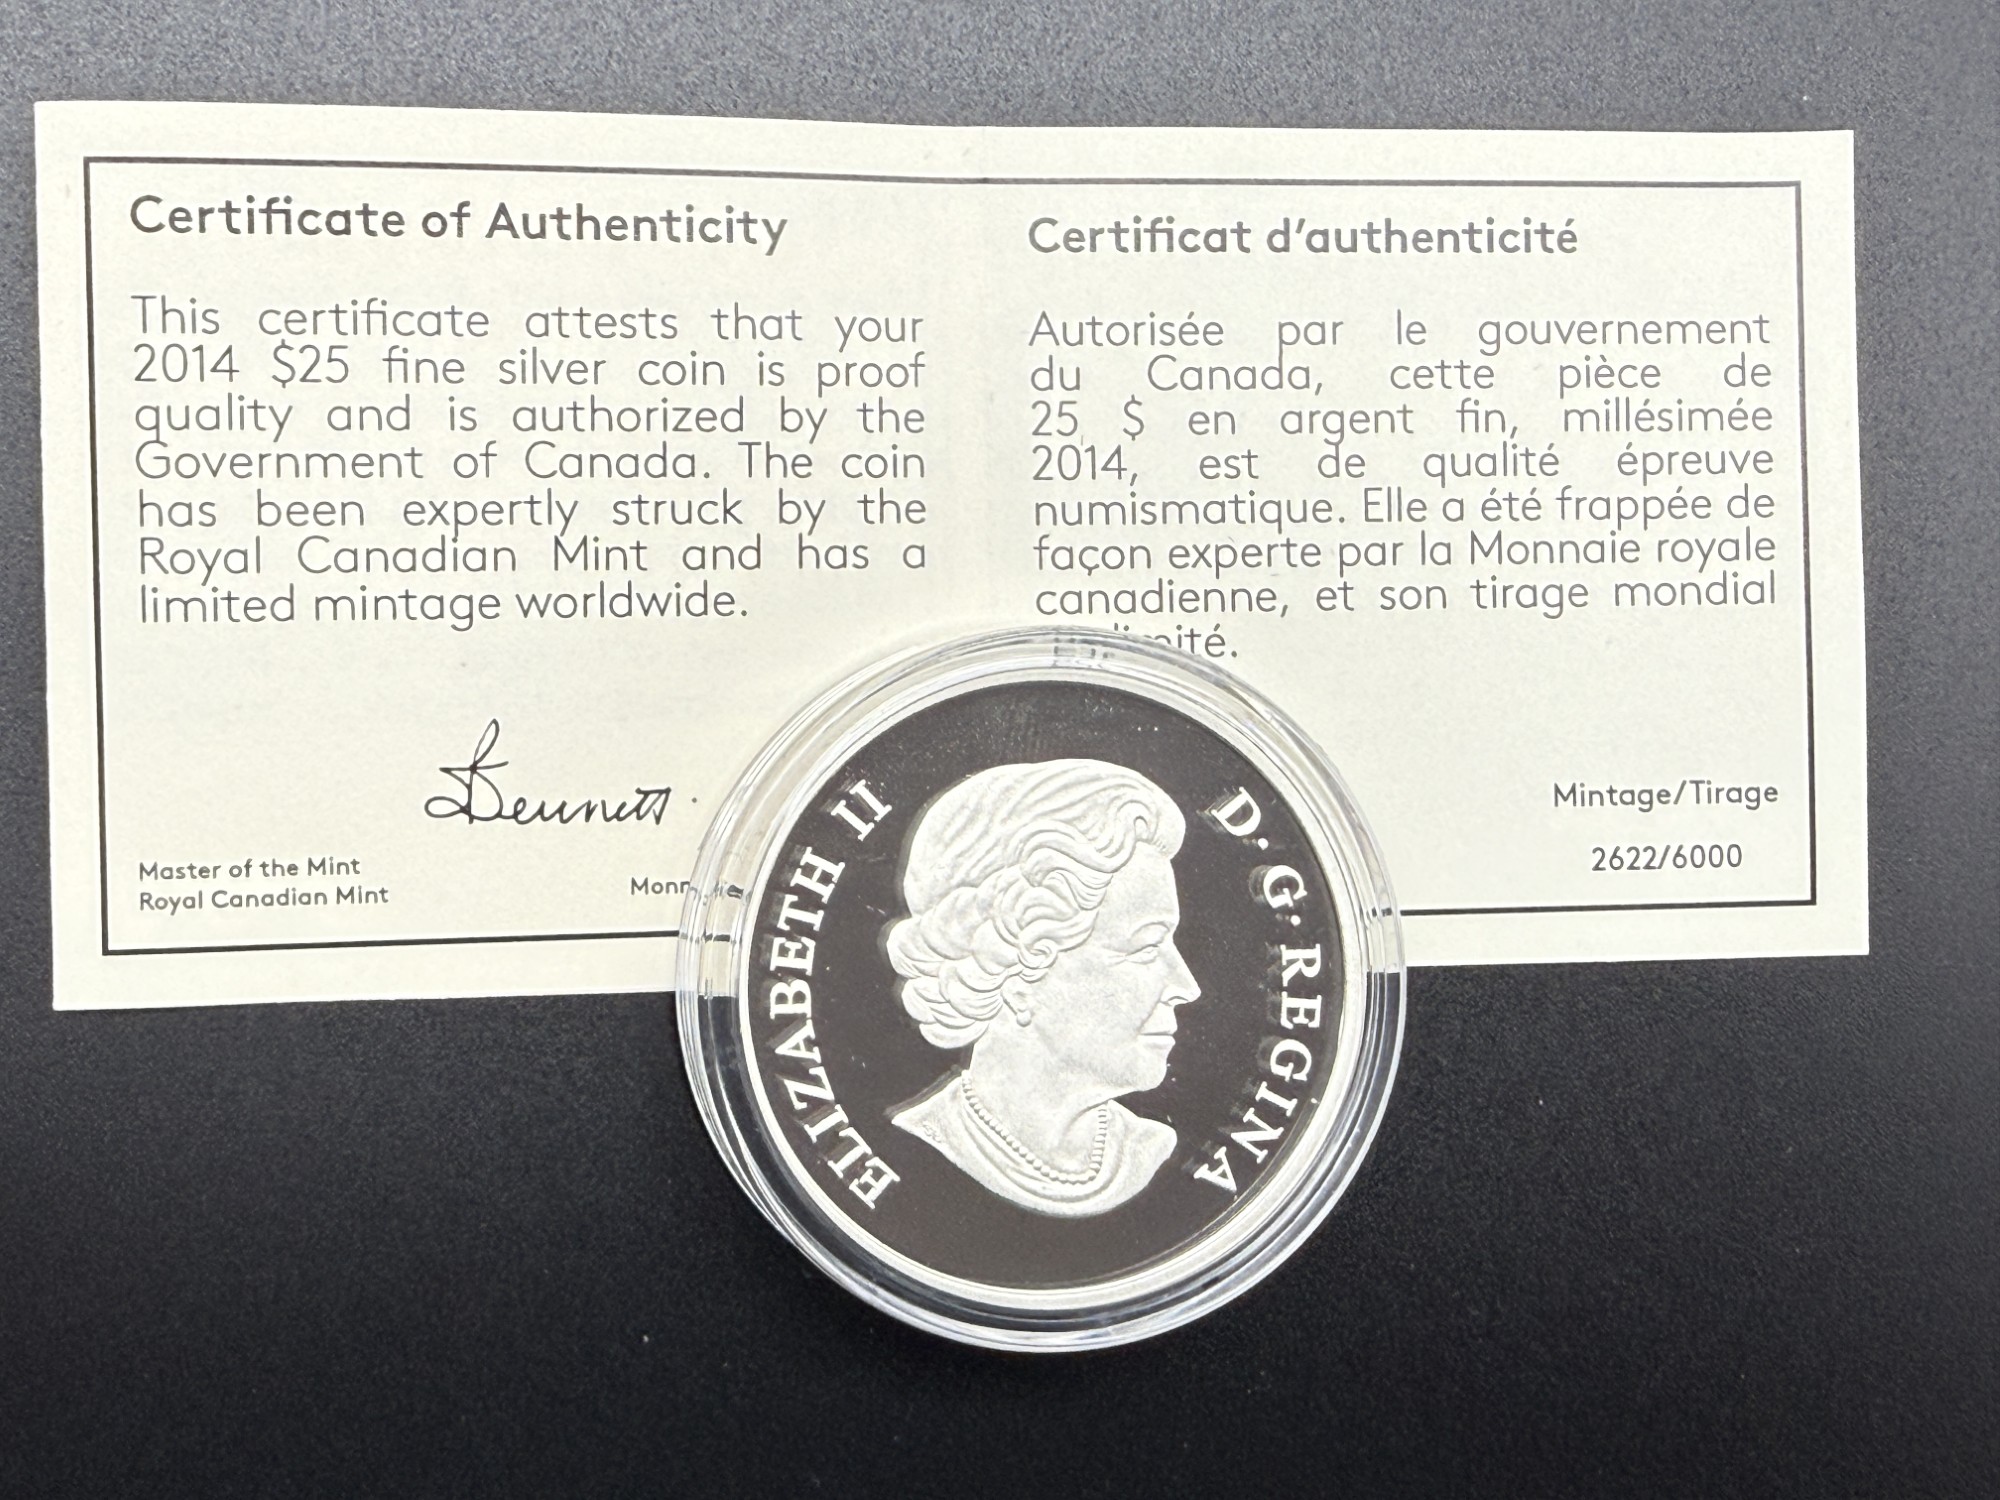 Certificate of Authenticity
This certificate attests that your
2014 $25 fine silver coin is proof
quality and is authorized by the
Government of Canada. The coin
has been expertly struck by the
Royal Canadian Mint and has a
limited mintage worldwide.
Bennett
Master of the Mint
Royal Canadian Mint
Certificat d'authenticité
Autorisée par le gouvernement
du Canada, cette pièce de
25 $ en argent fin, millésimée
2014, est de qualité épreuve
numismatique. Elle a été frappée de
façon experte par la Monnaie royale
canadienne, et son tirage mondial
Mintage/Tirage
2622/6000
ELIZABETH II
D·G·REGINA